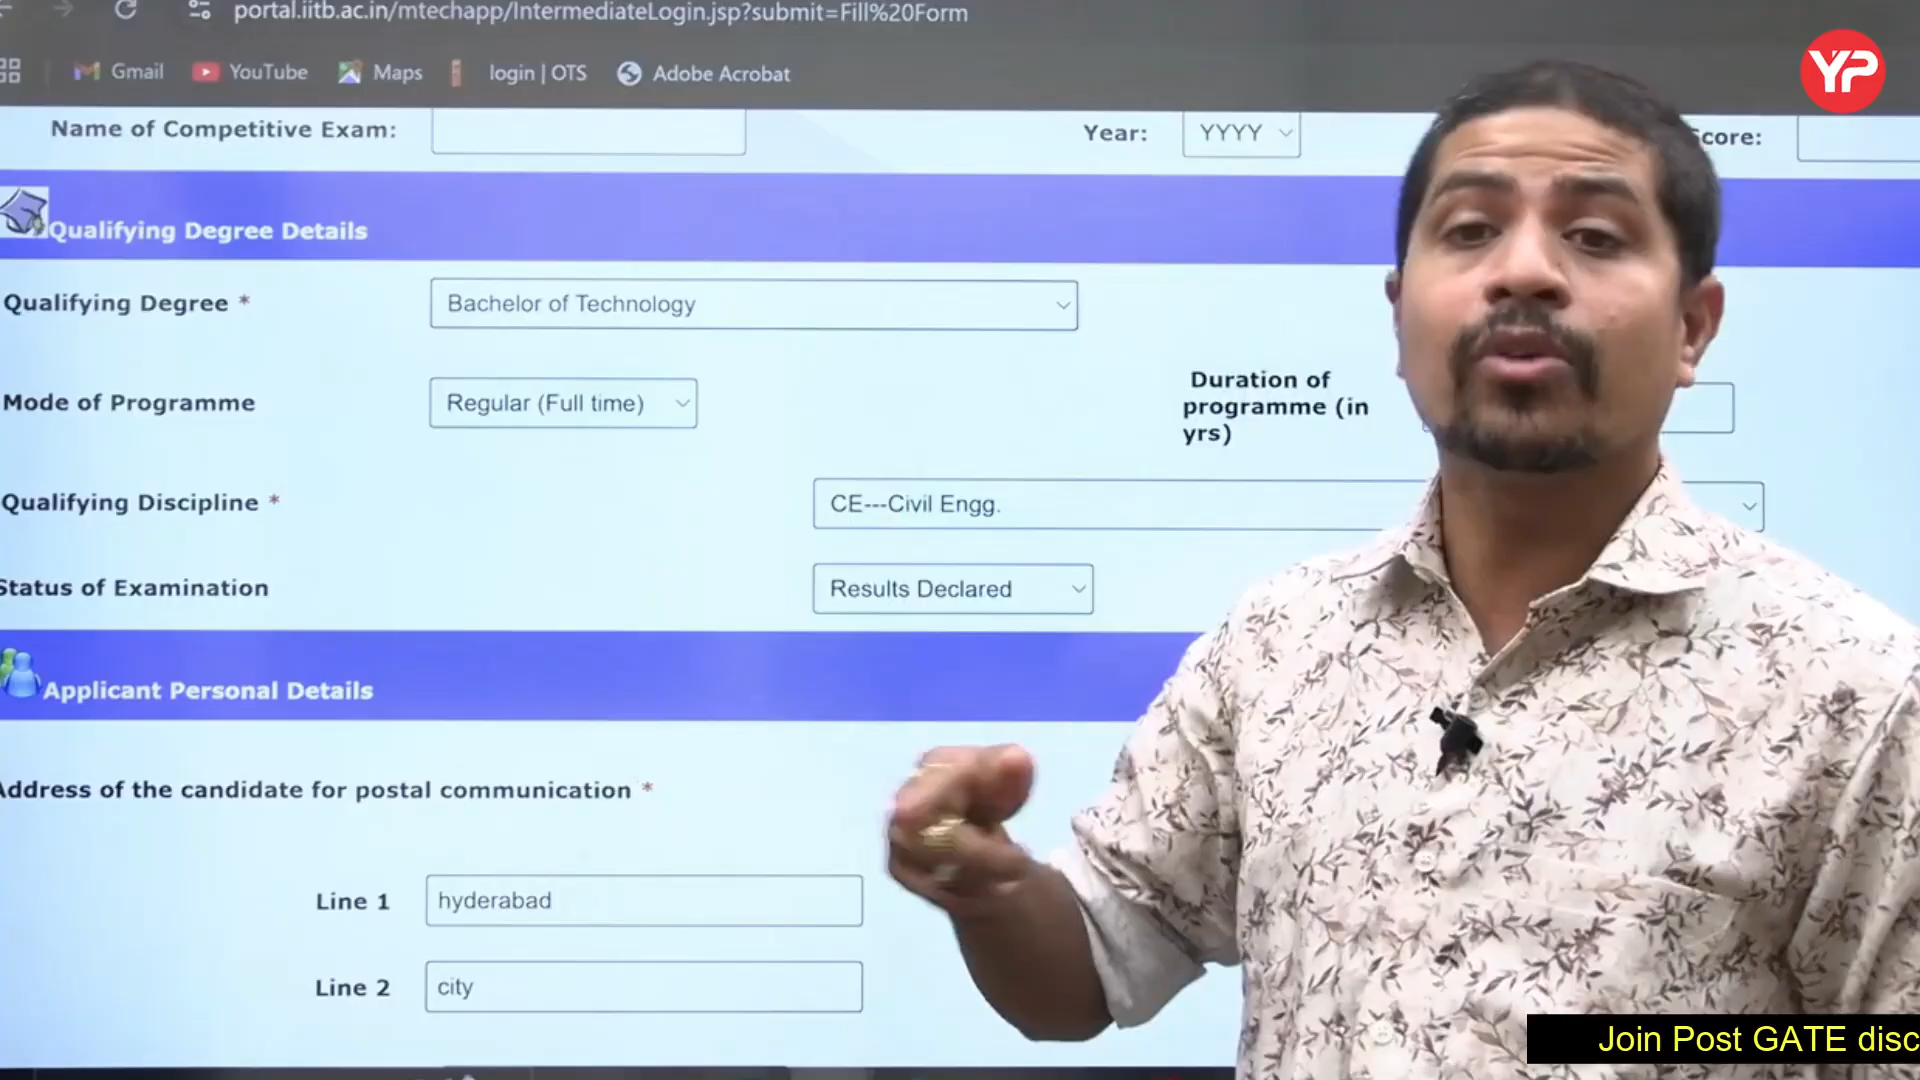 portal.iitb.ac.in/mtechapp/IntermediateLogin.jsp?submit=Fill%20Form
Gmail YouTube Maps login | OTS Adobe Acrobat
YP
Name of Competitive Exam: Year: YYYY Score:
Qualifying Degree Details
Qualifying Degree * Bachelor of Technology
Mode of Programme Regular (Full time) Duration of
programme (in
yrs)
Qualifying Discipline * CE---Civil Engg.
Status of Examination Results Declared
Applicant Personal Details
Address of the candidate for postal communication *
Line 1 hyderabad
Line 2 city
Join Post GATE disc